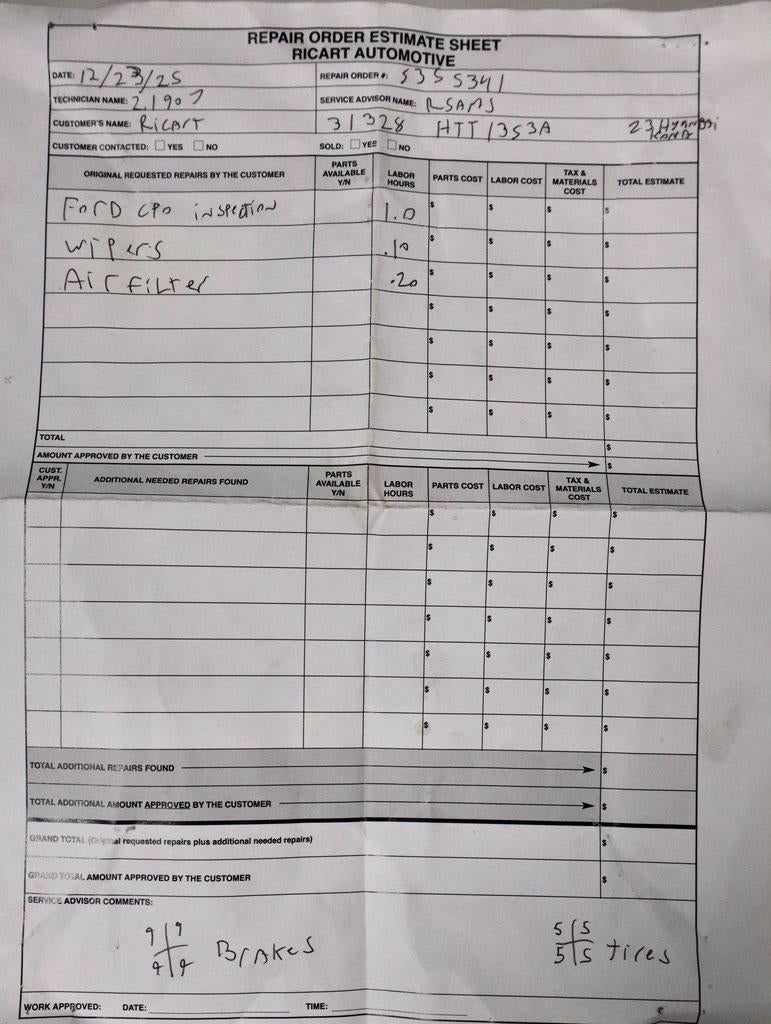 REPAIR ORDER ESTIMATE SHEET
RICART AUTOMOTIVE
DATE: 12/23/25 REPAIR ORDER #: 5355341
TECHNICIAN NAME: 21907 SERVICE ADVISOR NAME: RSAMS
CUSTOMER'S NAME: RICART 31328 HTT1353A 23 HYANDI KONA
CUSTOMER CONTACTED: YES NO SOLD: YES NO
ORIGINAL REQUESTED REPAIRS BY THE CUSTOMER PARTS AVAILABLE Y/N LABOR HOURS PARTS COST LABOR COST TAX & MATERIALS COST TOTAL ESTIMATE
FORD CPO INSPECTION 1.0 $ $ $ $
WIPERS .10 $ $ $ $
AIR FILTER .20 $ $ $ $
$ $ $ $
$ $ $ $
$ $ $ $
$ $ $ $
TOTAL $
AMOUNT APPROVED BY THE CUSTOMER $
CUST. APPR. Y/N ADDITIONAL NEEDED REPAIRS FOUND PARTS AVAILABLE Y/N LABOR HOURS PARTS COST LABOR COST TAX & MATERIALS COST TOTAL ESTIMATE
$ $ $ $
$ $ $ $
$ $ $ $
$ $ $ $
$ $ $ $
$ $ $ $
$ $ $ $
TOTAL ADDITIONAL REPAIRS FOUND $
TOTAL ADDITIONAL AMOUNT APPROVED BY THE CUSTOMER $
GRAND TOTAL (Original requested repairs plus additional needed repairs) $
GRAND TOTAL AMOUNT APPROVED BY THE CUSTOMER $
SERVICE ADVISOR COMMENTS:
9 9 5 5
9 9 BRAKES 5 5 tires
WORK APPROVED: DATE: TIME: